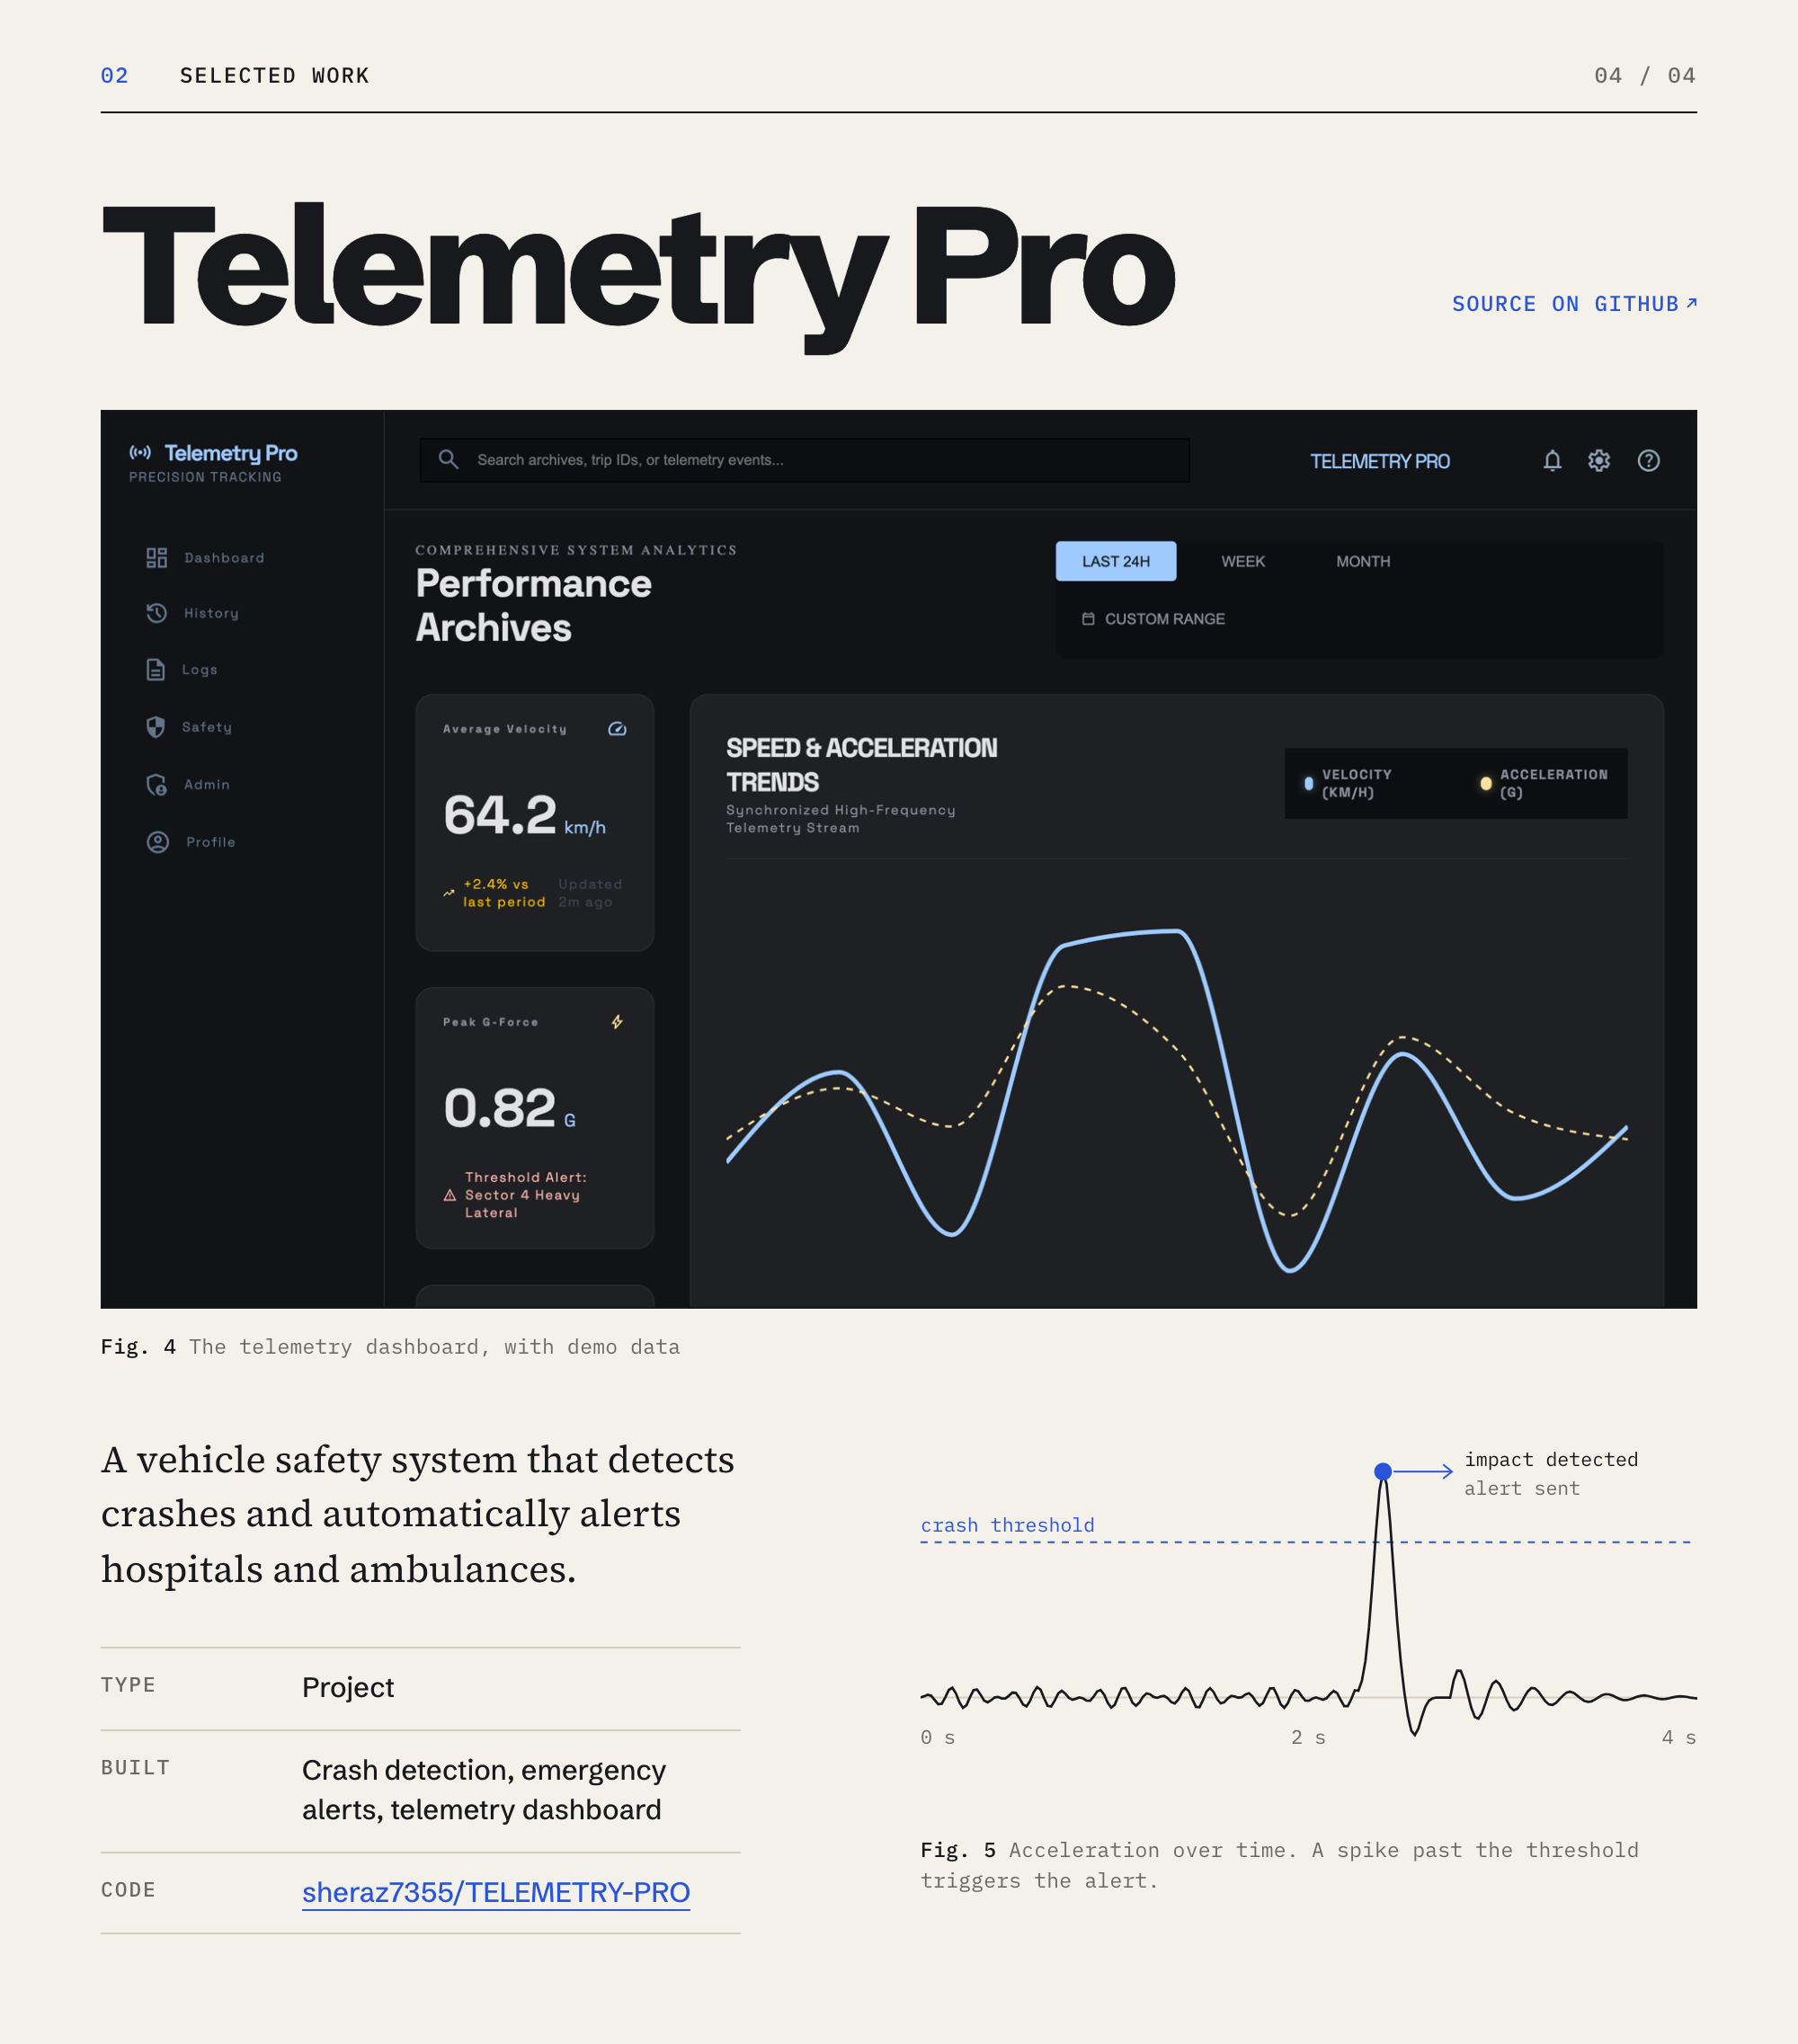 02 SELECTED WORK 04 / 04
Telemetry Pro
SOURCE ON GITHUB↗
Telemetry Pro
PRECISION TRACKING
Search archives, trip IDs, or telemetry events...
TELEMETRY PRO
Dashboard
History
Logs
Safety
Admin
Profile
COMPREHENSIVE SYSTEM ANALYTICS
Performance
Archives
LAST 24H WEEK MONTH
CUSTOM RANGE
Average Velocity
64.2 km/h
+2.4% vs
last period
Updated
2m ago
Peak G-Force
0.82 G
Threshold Alert:
Sector 4 Heavy
Lateral
SPEED & ACCELERATION
TRENDS
Synchronized High-Frequency
Telemetry Stream
VELOCITY
(KM/H)
ACCELERATION
(G)
Fig. 4 The telemetry dashboard, with demo data
A vehicle safety system that detects
crashes and automatically alerts
hospitals and ambulances.
TYPE Project
BUILT Crash detection, emergency
alerts, telemetry dashboard
CODE sheraz7355/TELEMETRY-PRO
impact detected
alert sent
crash threshold
0 s 2 s 4 s
Fig. 5 Acceleration over time. A spike past the threshold
triggers the alert.